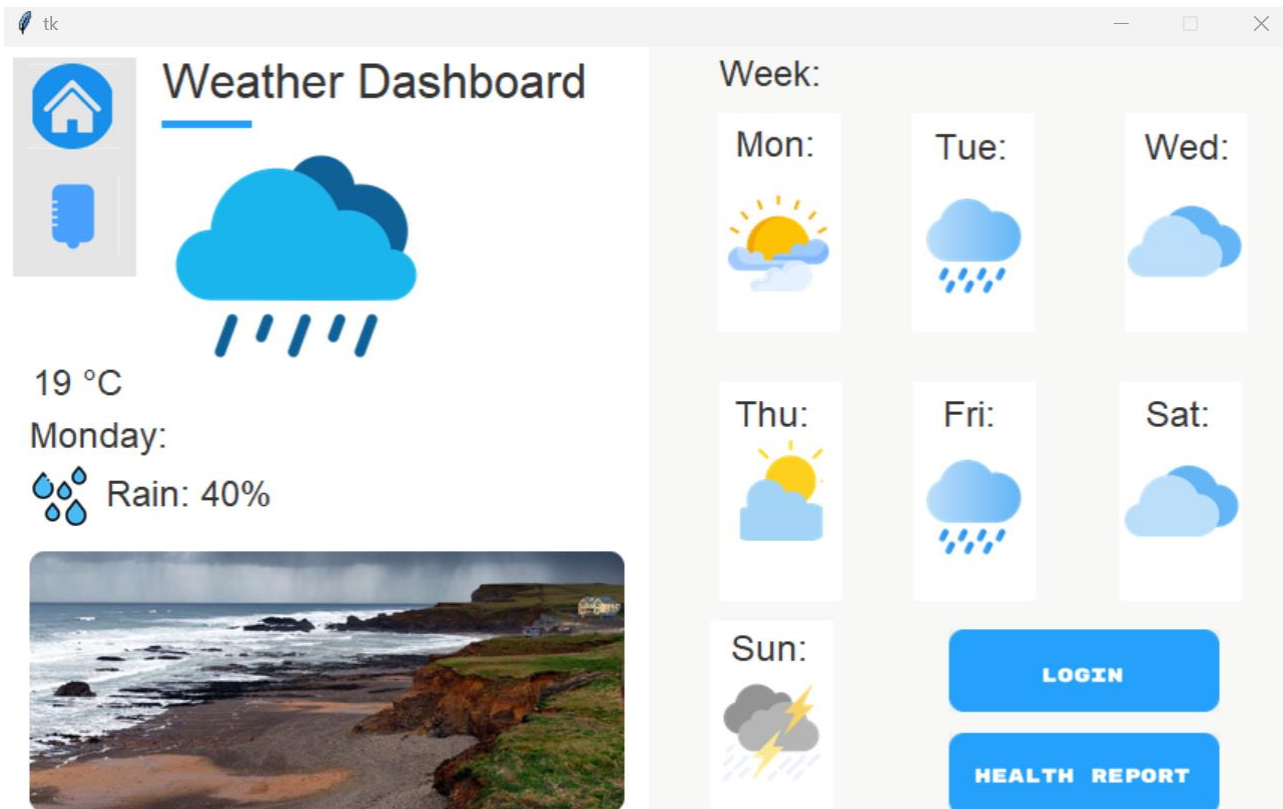 tk
Weather Dashboard
19 °C
Monday:
Rain: 40%
Week:
Mon:
Tue:
Wed:
Thu:
Fri:
Sat:
Sun:
LOGIN
HEALTH REPORT